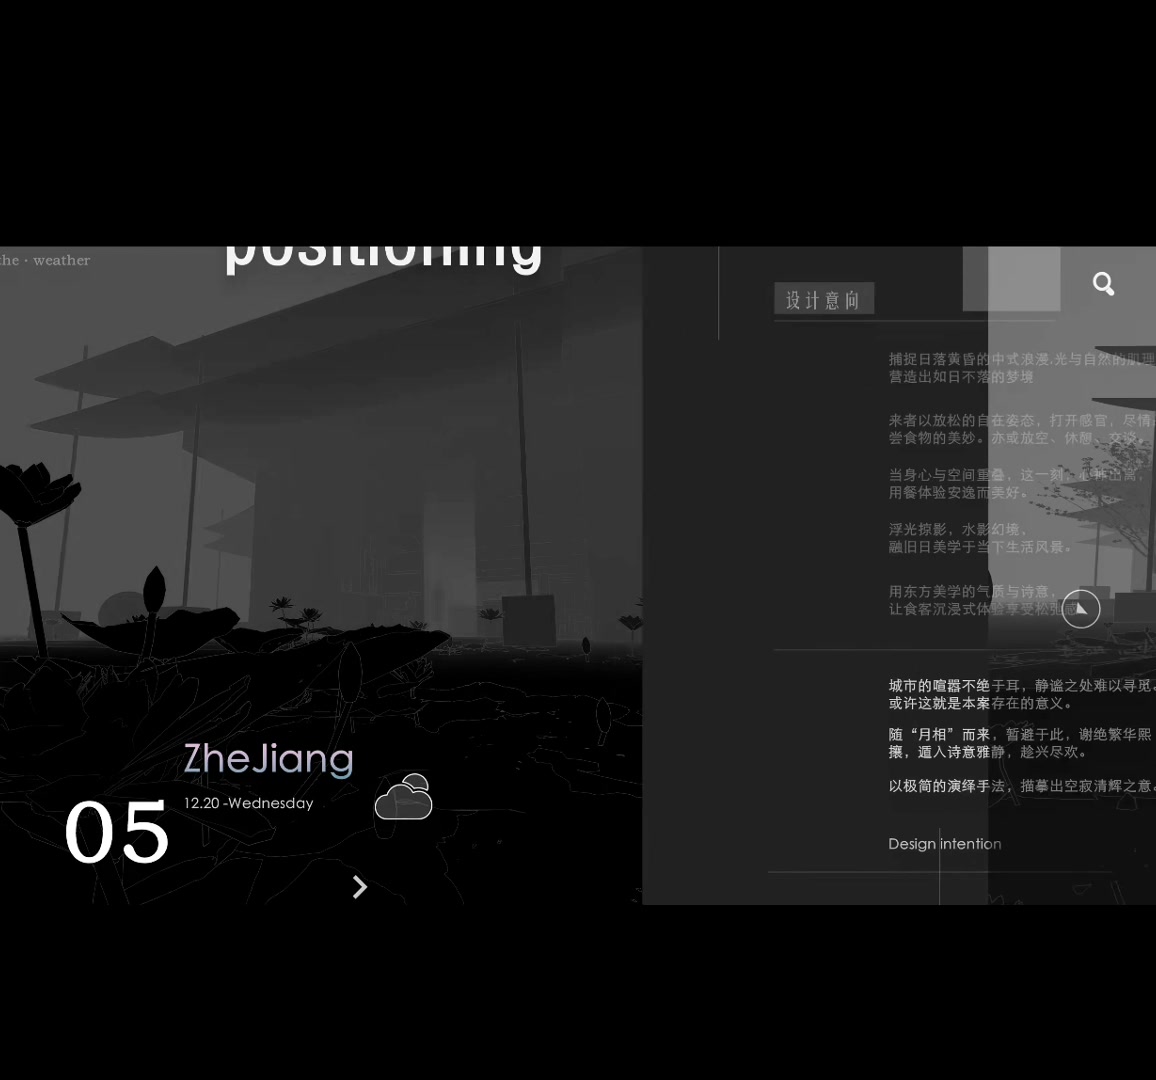 positioning
the · weather
设计意向
捕捉日落黄昏的中式浪漫,光与自然的肌理
营造出如日不落的梦境
来者以放松的自在姿态，打开感官，尽情
尝食物的美妙。亦或放空、休憩、交谈。
当身心与空间重叠，这一刻，心神出离，
用餐体验安逸而美好。
浮光掠影，水影幻境，
融旧日美学于当下生活风景。
用东方美学的气质与诗意，
让食客沉浸式体验享受松弛感
城市的喧嚣不绝于耳，静谧之处难以寻觅。
或许这就是本案存在的意义。
随“月相”而来，暂避于此，谢绝繁华熙
攘，遁入诗意雅静，趁兴尽欢。
以极简的演绎手法，描摹出空寂清辉之意。
Design intention
ZheJiang
12.20 -Wednesday
05